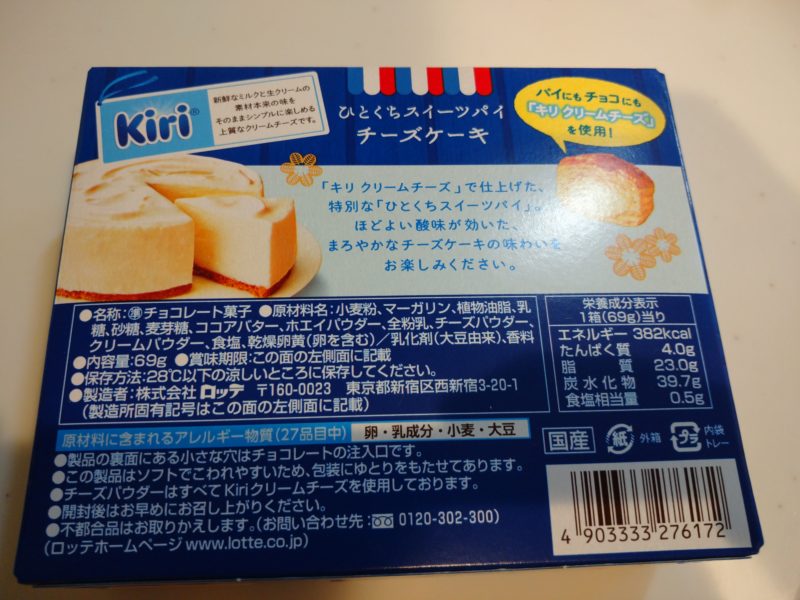 Kiri®
新鮮なミルクと生クリームの
素材本来の味を
そのままシンプルに楽しめる
上質なクリームチーズです。
ひとくちスイーツパイ
チーズケーキ
パイにもチョコにも
「キリ クリームチーズ」
を使用!
「キリ クリームチーズ」で仕上げた、
特別な「ひとくちスイーツパイ」。
ほどよい酸味が効いた、
まろやかなチーズケーキの味わいを
お楽しみください。
●名称:準チョコレート菓子 ●原材料名:小麦粉、マーガリン、植物油脂、乳
糖、砂糖、麦芽糖、ココアバター、ホエイパウダー、全粉乳、チーズパウダー、
クリームパウダー、食塩、乾燥卵黄(卵を含む)/乳化剤(大豆由来)、香料
●内容量:69g ●賞味期限:この面の左側面に記載
●保存方法:28℃以下の涼しいところに保存してください。
●製造者:株式会社 ロッテ 〒160-0023 東京都新宿区西新宿3-20-1
(製造所固有記号はこの面の左側面に記載)
栄養成分表示
1箱(69g)当り
エネルギー 382kcal
たんぱく質 4.0g
脂質 23.0g
炭水化物 39.7g
食塩相当量 0.5g
原材料に含まれるアレルギー物質(27品目中) 卵・乳成分・小麦・大豆
●製品の裏面にある小さな穴はチョコレートの注入口です。
●この製品はソフトでこわれやすいため、包装にゆとりをもたせてあります。
●チーズパウダーはすべてKiriクリームチーズを使用しております。
●開封後はお早めにお召し上がりください。
●不都合品はお取りかえします。(お問い合わせ先:0120-302-300)
(ロッテホームページ www.lotte.co.jp)
国産
紙 外箱
プラ 内袋
トレー
4 903333 276172